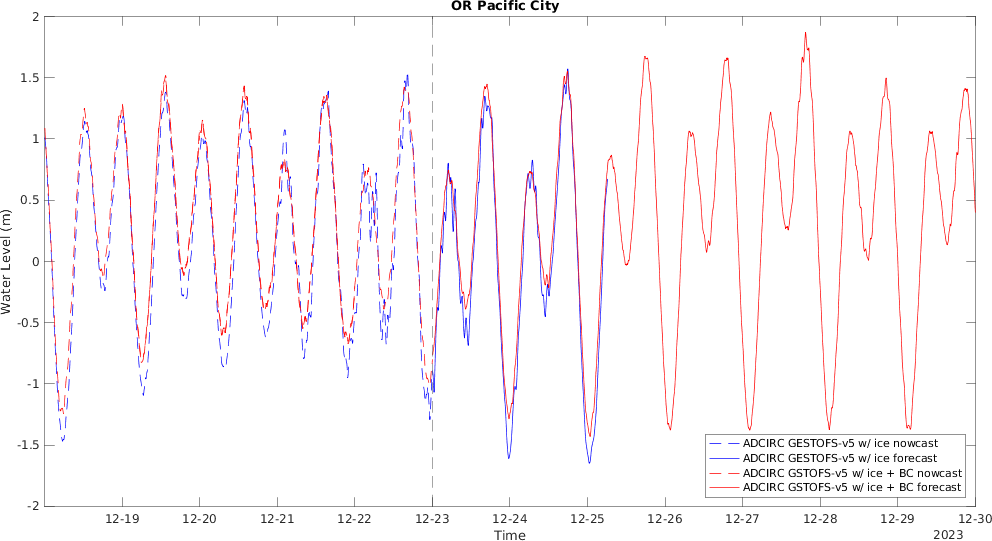 OR Pacific City
2
1.5
1
0.5
0
-0.5
-1
-1.5
-2
Water Level (m)
12-19 12-20 12-21 12-22 12-23 12-24 12-25 12-26 12-27 12-28 12-29 12-30
Time
2023
ADCIRC GESTOFS-v5 w/ ice nowcast
ADCIRC GESTOFS-v5 w/ ice forecast
ADCIRC GSTOFS-v5 w/ ice + BC nowcast
ADCIRC GSTOFS-v5 w/ ice + BC forecast